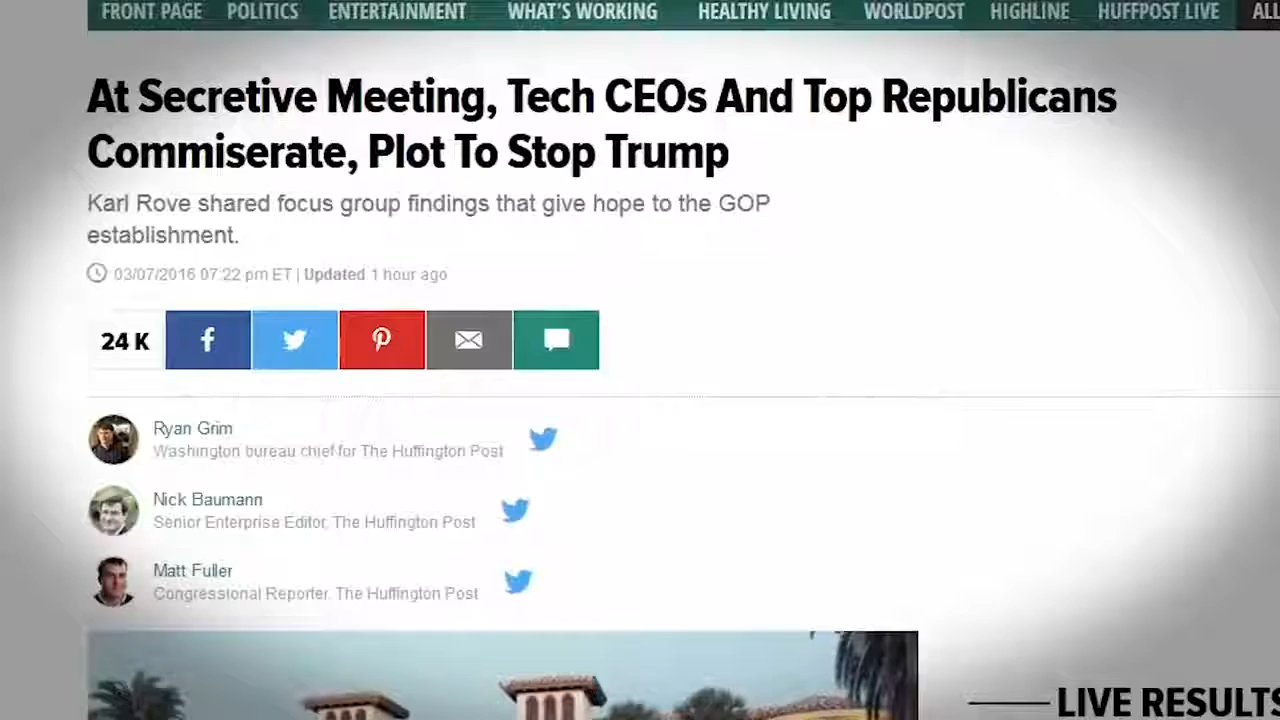 FRONT PAGE POLITICS ENTERTAINMENT WHAT'S WORKING HEALTHY LIVING WORLDPOST HIGHLINE HUFFPOST LIVE ALL
At Secretive Meeting, Tech CEOs And Top Republicans
Commiserate, Plot To Stop Trump
Karl Rove shared focus group findings that give hope to the GOP
establishment.
03/07/2016 07:22 pm ET | Updated 1 hour ago
24 K
Ryan Grim
Washington bureau chief for The Huffington Post
Nick Baumann
Senior Enterprise Editor, The Huffington Post
Matt Fuller
Congressional Reporter, The Huffington Post
LIVE RESULTS